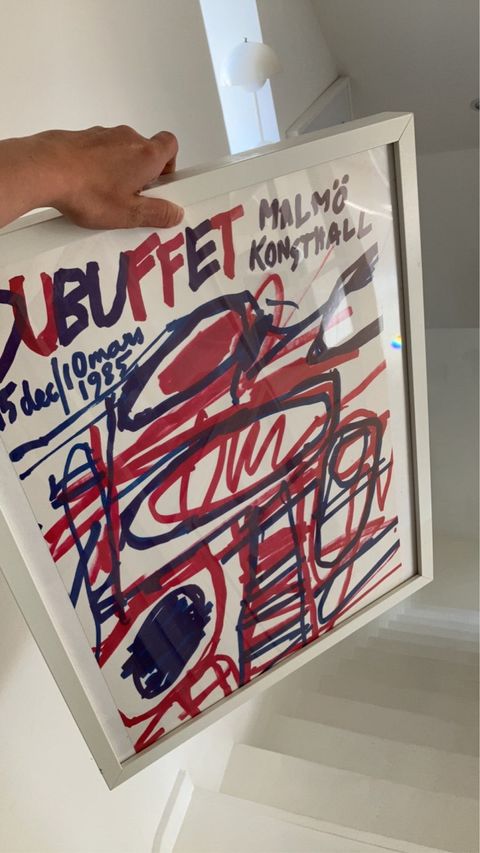 DUBUFFET
MALMÖ
KONSTHALL
15 dec/10 mars
1985